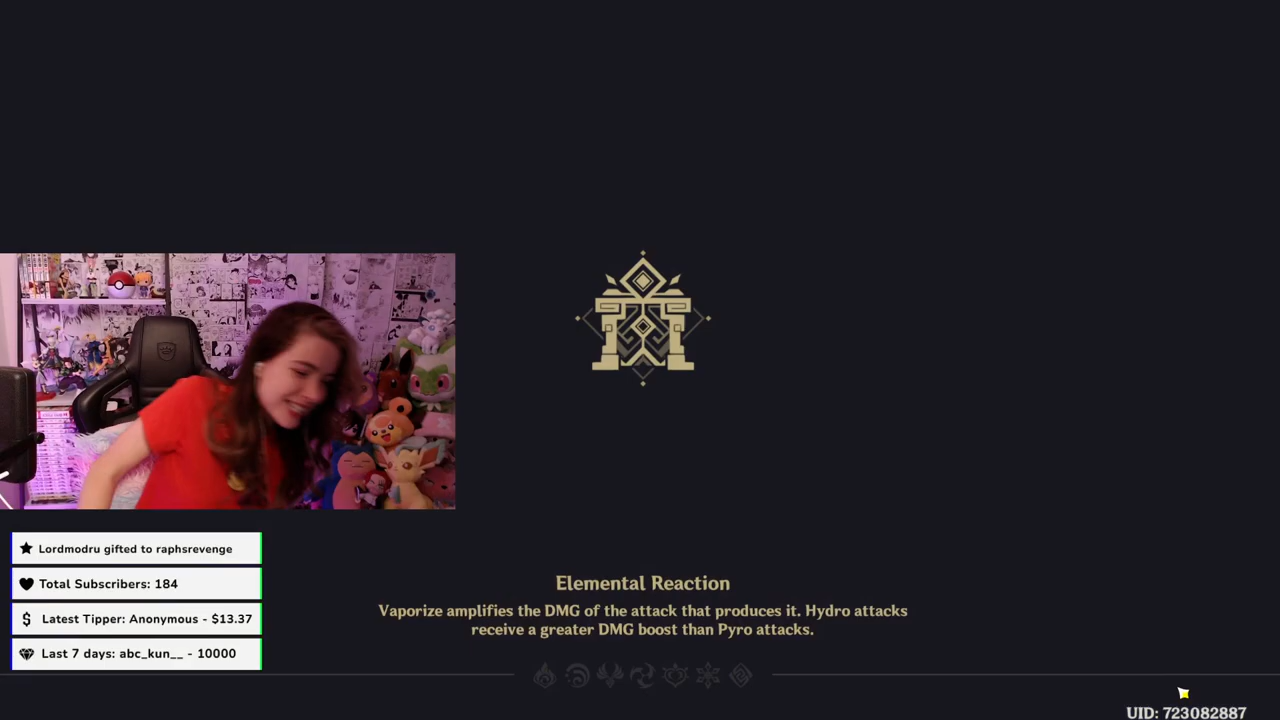 Lordmodru gifted to raphsrevenge
Total Subscribers: 184
Latest Tipper: Anonymous - $13.37
Last 7 days: abc_kun__ - 10000
Elemental Reaction
Vaporize amplifies the DMG of the attack that produces it. Hydro attacks
receive a greater DMG boost than Pyro attacks.
UID: 723082887